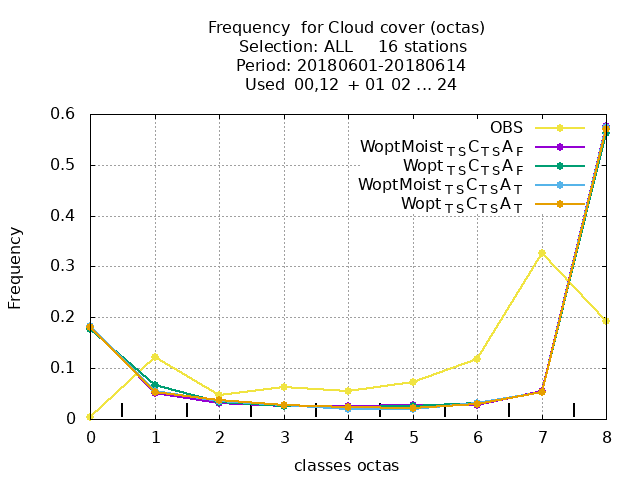 Frequency  for Cloud cover (octas)
Selection: ALL     16 stations
Period: 20180601-20180614
Used  00,12  + 01 02 ... 24
OBS
WoptMoist TS C TS A F
Wopt TS C TS A F
WoptMoist TS C TS A T
Wopt TS C TS A T
0.6
0.5
0.4
0.3
0.2
0.1
0
Frequency
0 1 2 3 4 5 6 7 8
classes octas